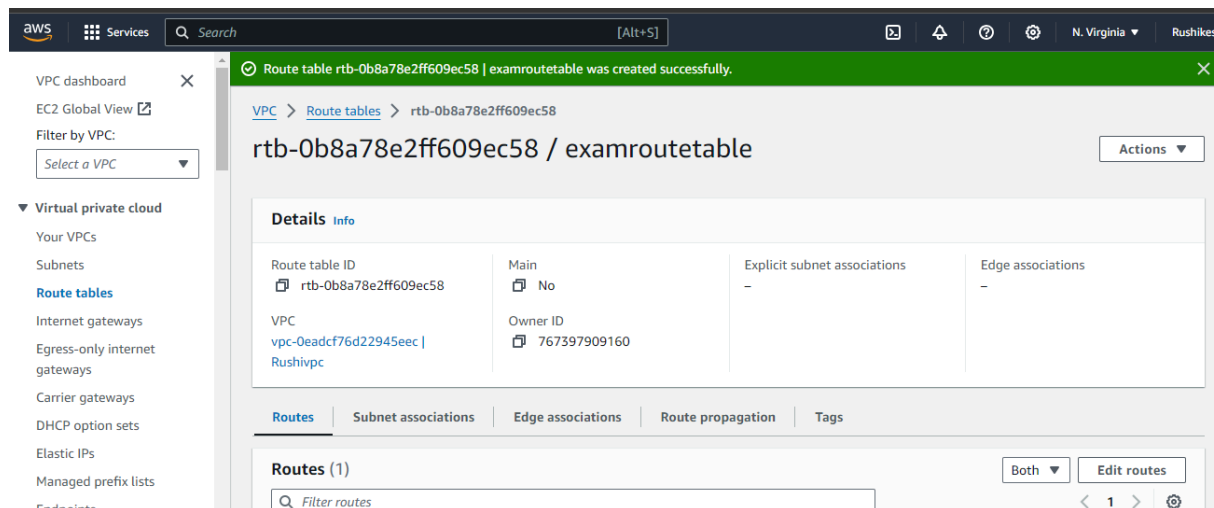 aws Services Search [Alt+S] N. Virginia Rushikes
VPC dashboard
EC2 Global View
Filter by VPC:
Select a VPC
Virtual private cloud
Your VPCs
Subnets
Route tables
Internet gateways
Egress-only internet
gateways
Carrier gateways
DHCP option sets
Elastic IPs
Managed prefix lists
Endpoints
Route table rtb-0b8a78e2ff609ec58 | examroutetable was created successfully.
VPC > Route tables > rtb-0b8a78e2ff609ec58
rtb-0b8a78e2ff609ec58 / examroutetable
Actions
Details Info
Route table ID
rtb-0b8a78e2ff609ec58
Main
No
Explicit subnet associations
–
Edge associations
–
VPC
vpc-0eadcf76d22945eec |
Rushivpc
Owner ID
767397909160
Routes Subnet associations Edge associations Route propagation Tags
Routes (1)
Both Edit routes
Filter routes
1